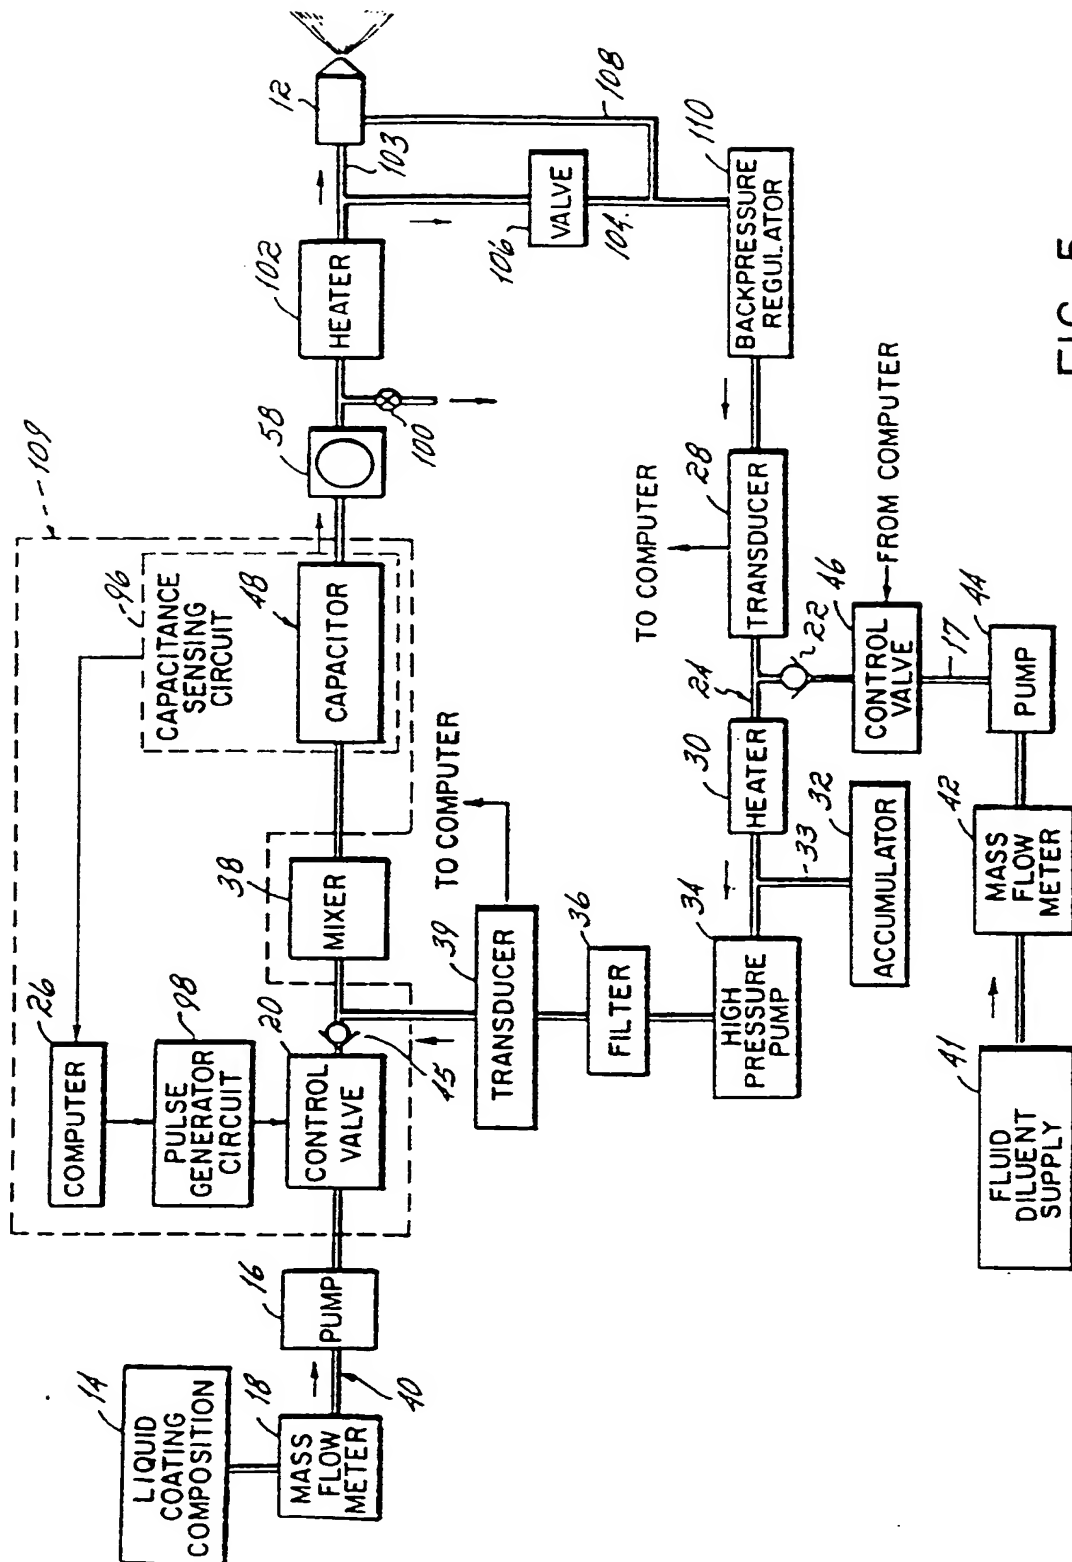 109
96
CAPACITANCE
SENSING
CIRCUIT
26
COMPUTER
98
PULSE
GENERATOR
CIRCUIT
20
CONTROL
VALVE
45
38
MIXER
48
CAPACITOR
58
100
102
HEATER
103
12
108
106
VALVE
104
110
BACKPRESSURE
REGULATOR
14
LIQUID
COATING
COMPOSITION
18
MASS
FLOW
METER
40
16
PUMP
TO COMPUTER
39
TRANSDUCER
36
FILTER
34
HIGH
PRESSURE
PUMP
33
32
ACCUMULATOR
30
HEATER
24
TO COMPUTER
28
TRANSDUCER
22
FROM COMPUTER
46
CONTROL
VALVE
17
44
PUMP
42
MASS
FLOW
METER
41
FLUID
DILUENT
SUPPLY
FIG. 5